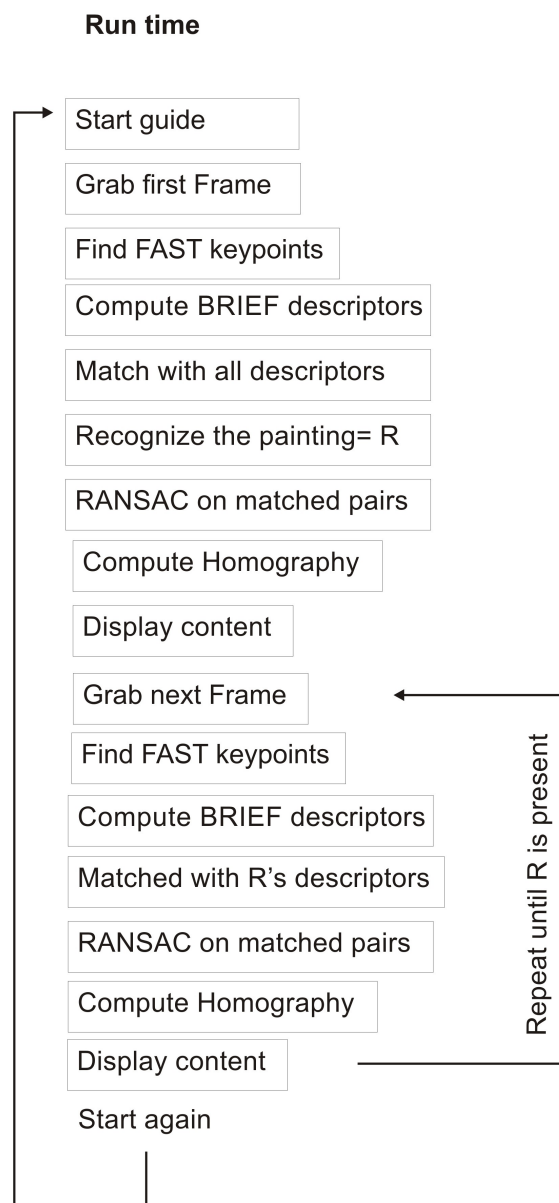 Run time
Start guide
Grab first Frame
Find FAST keypoints
Compute BRIEF descriptors
Match with all descriptors
Recognize the painting= R
RANSAC on matched pairs
Compute Homography
Display content
Grab next Frame
Find FAST keypoints
Compute BRIEF descriptors
Matched with R’s descriptors
RANSAC on matched pairs
Compute Homography
Display content
Start again
Repeat until R is present